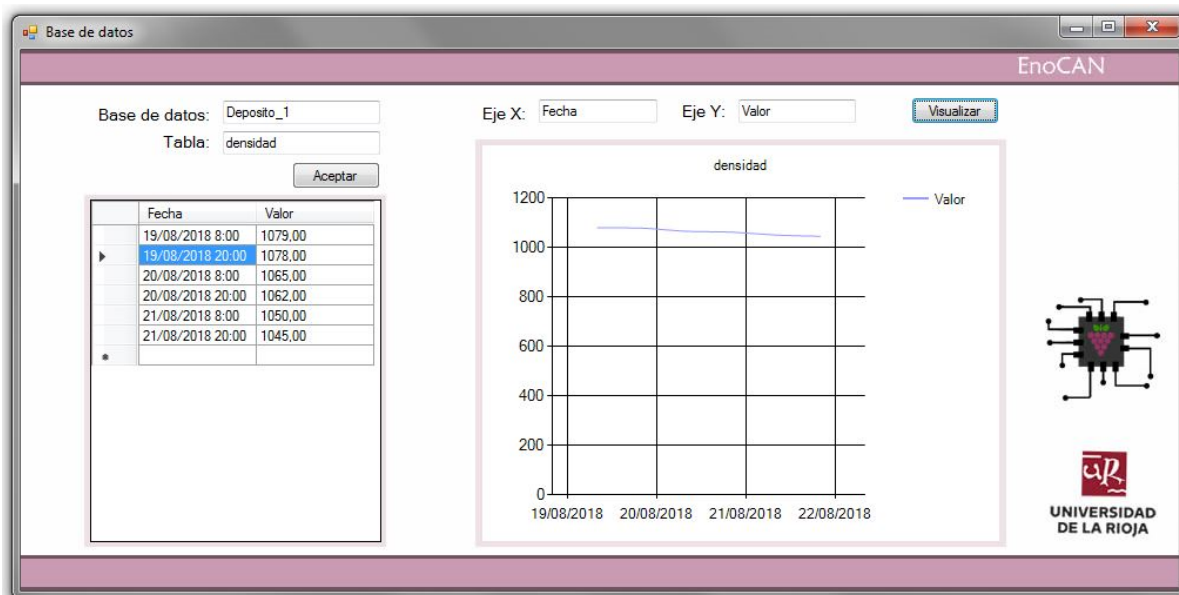 Base de datos
EnoCAN
Base de datos: Deposito_1
Tabla: densidad
Aceptar
Eje X: Fecha Eje Y: Valor Visualizar
Fecha Valor
19/08/2018 8:00 1079,00
19/08/2018 20:00 1078,00
20/08/2018 8:00 1065,00
20/08/2018 20:00 1062,00
21/08/2018 8:00 1050,00
21/08/2018 20:00 1045,00
densidad
1200
1000
800
600
400
200
0
19/08/2018 20/08/2018 21/08/2018 22/08/2018
Valor
bio
UR
UNIVERSIDAD
DE LA RIOJA